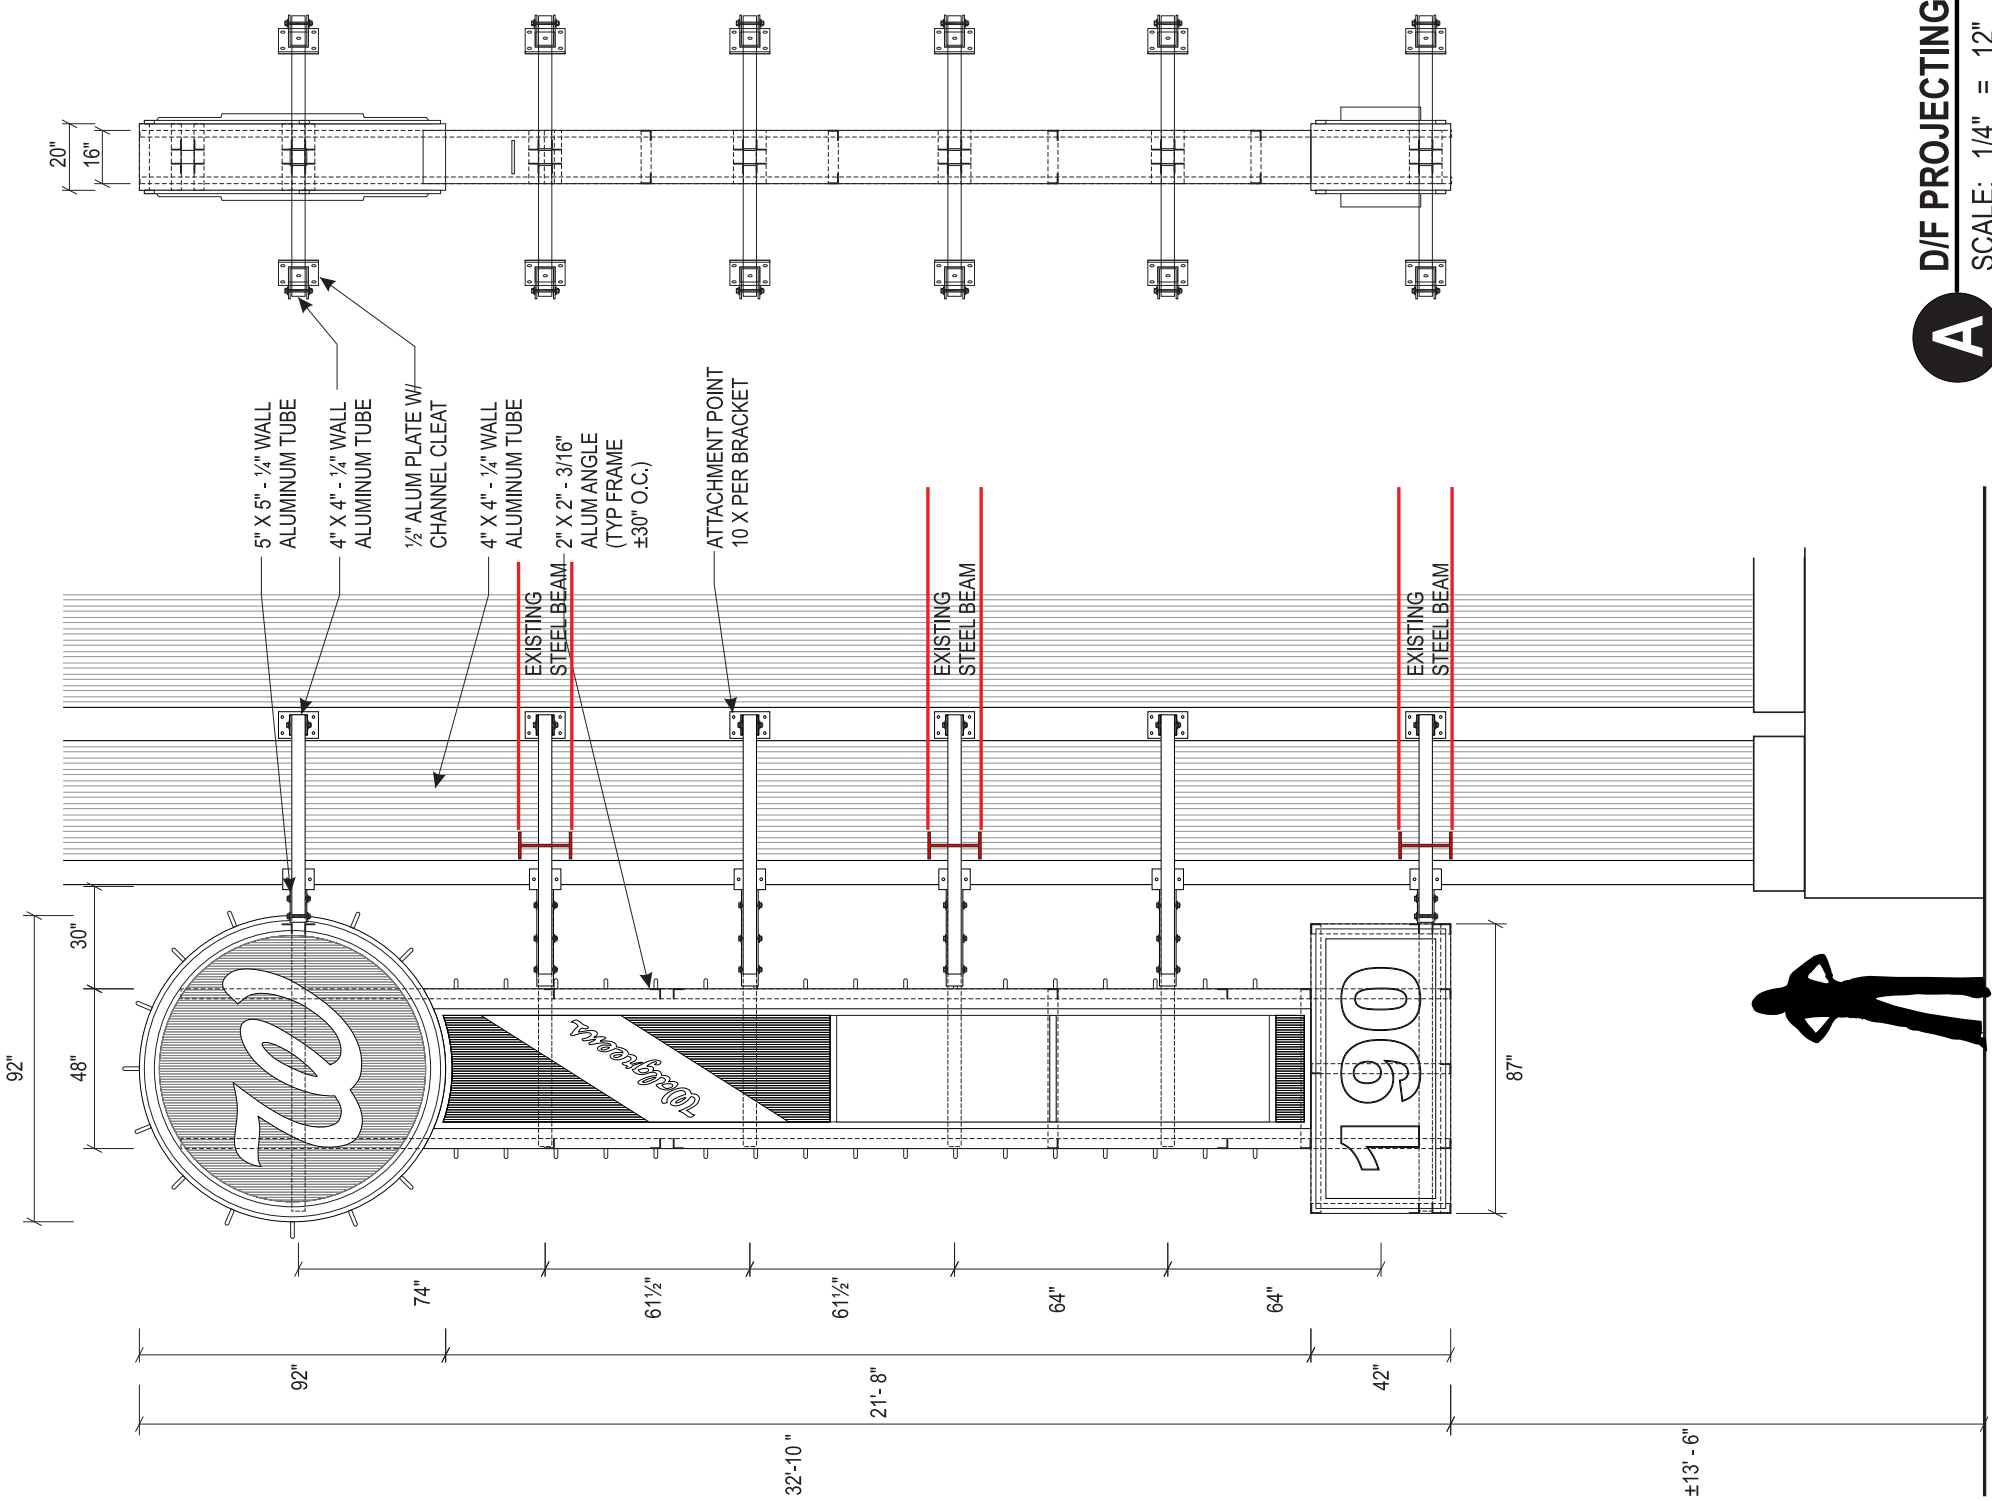 20"
16"
5" X 5" - ¼" WALL
ALUMINUM TUBE
4" X 4" - ¼" WALL
ALUMINUM TUBE
½" ALUM PLATE W/
CHANNEL CLEAT
4" X 4" - ¼" WALL
ALUMINUM TUBE
2" X 2" - 3/16"
ALUM ANGLE
(TYP FRAME
±30" O.C.)
ATTACHMENT POINT
10 X PER BRACKET
EXISTING
STEEL BEAM
EXISTING
STEEL BEAM
EXISTING
STEEL BEAM
92"
30"
48"
W
Walgreens
190
87"
74"
61½"
61½"
64"
64"
92"
21'- 8"
42"
32'-10 "
±13' - 6"
A
D/F PROJECTING
SCALE: 1/4" = 12"